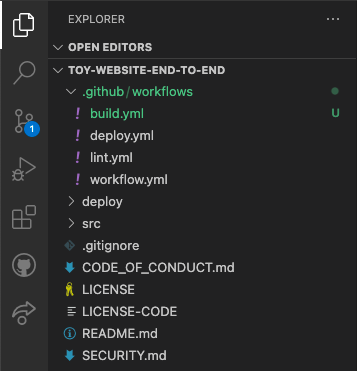 EXPLORER
OPEN EDITORS
TOY-WEBSITE-END-TO-END
.github/workflows
build.yml U
deploy.yml
lint.yml
1
workflow.yml
deploy
src
.gitignore
CODE_OF_CONDUCT.md
LICENSE
LICENSE-CODE
README.md
SECURITY.md